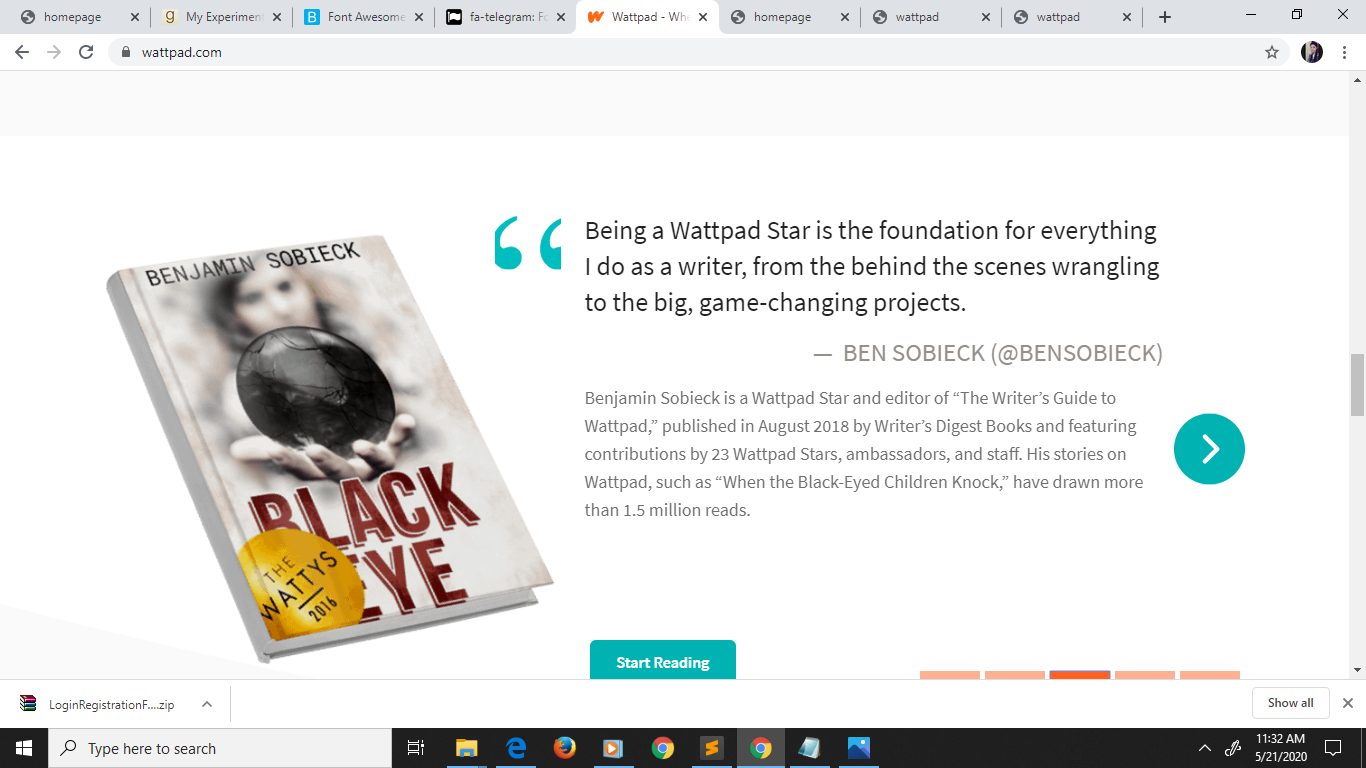 homepage
My Experiment
Font Awesome
fa-telegram: Fo
Wattpad - Whe
homepage
wattpad
wattpad
wattpad.com
BENJAMIN SOBIECK
BLACK
EYE
THE
WATTYS
2016
Being a Wattpad Star is the foundation for everything
I do as a writer, from the behind the scenes wrangling
to the big, game-changing projects.
— BEN SOBIECK (@BENSOBIECK)
Benjamin Sobieck is a Wattpad Star and editor of “The Writer’s Guide to
Wattpad,” published in August 2018 by Writer’s Digest Books and featuring
contributions by 23 Wattpad Stars, ambassadors, and staff. His stories on
Wattpad, such as “When the Black-Eyed Children Knock,” have drawn more
than 1.5 million reads.
Start Reading
LoginRegistrationF....zip
Show all
Type here to search
11:32 AM
5/21/2020